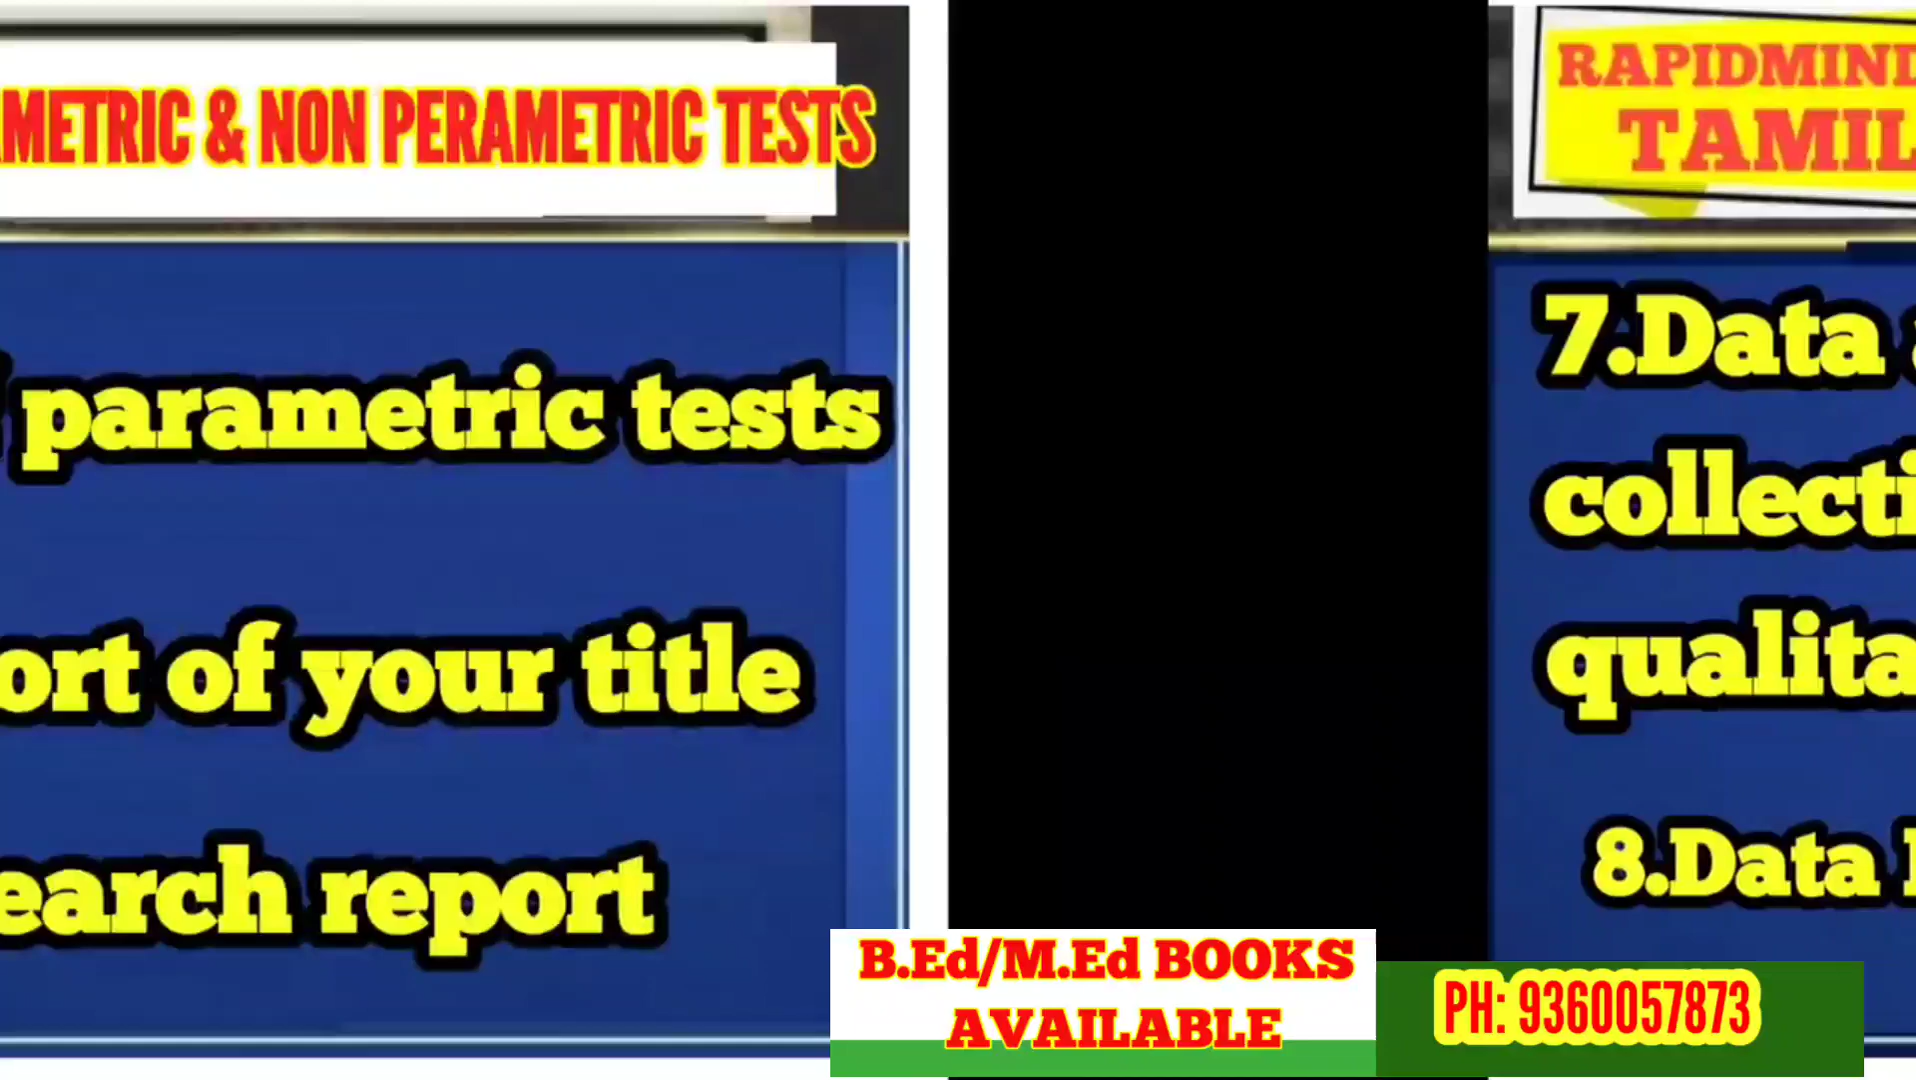 AMETRIC & NON PERAMETRIC TESTS
parametric tests
ort of your title
earch report
RAPIDMIND
TAMIL
7.Data
collecti
qualita
8.Data
B.Ed/M.Ed BOOKS
AVAILABLE
PH: 9360057873